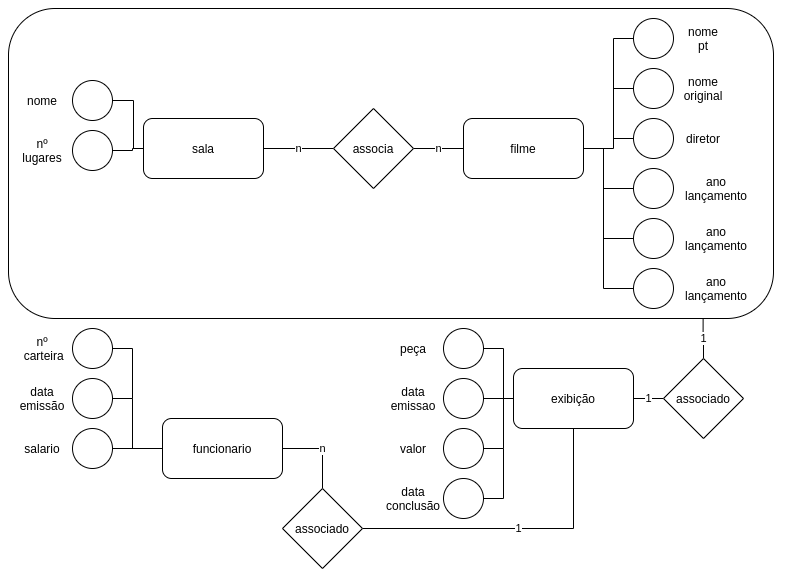 nome
pt
nome
original
nome
nº
lugares
sala
n
associa
n
filme
diretor
ano
lançamento
ano
lançamento
ano
lançamento
1
nº
carteira
data
emissão
salario
funcionario
n
associado
peça
data
emissao
valor
data
conclusão
exibição
1
associado
1